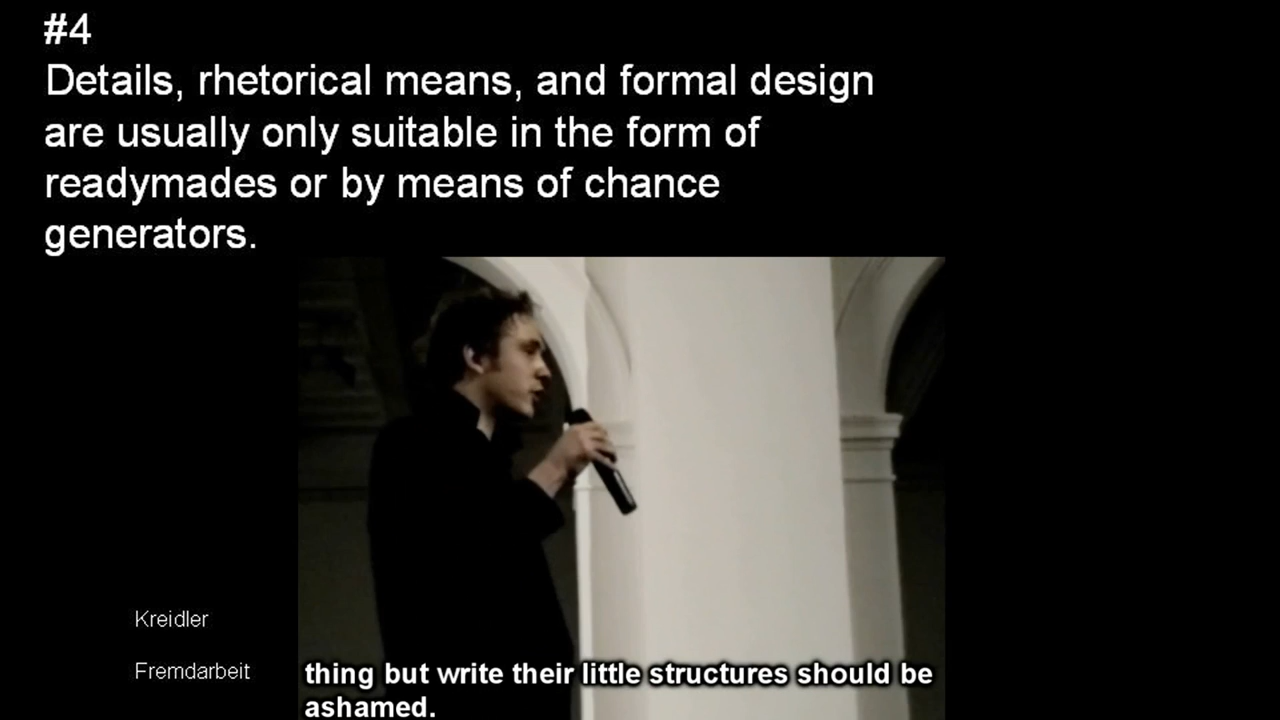 #4
Details, rhetorical means, and formal design
are usually only suitable in the form of
readymades or by means of chance
generators.
Kreidler
Fremdarbeit
thing but write their little structures should be
ashamed.